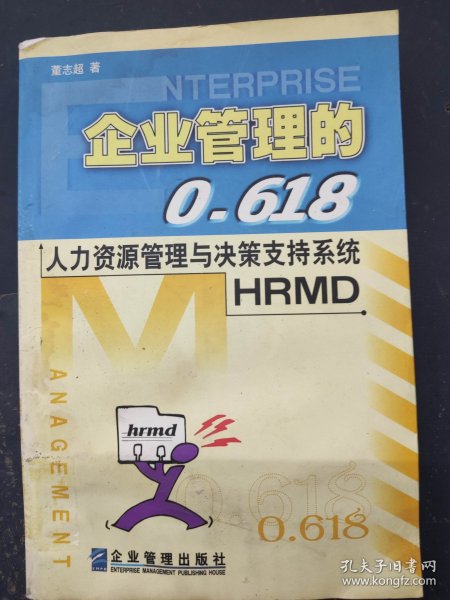 董志超 著
ENTERPRISE
企业管理的
0.618
人力资源管理与决策支持系统
HRMD
MANAGEMENT
hrmd
0.618
0.618
企业管理出版社
ENTERPRISE MANAGEMENT PUBLISHING HOUSE
孔夫子旧书网
www.kongfz.com